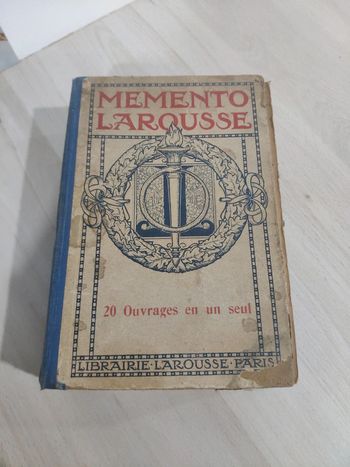 MEMENTO
LAROUSSE
20 Ouvrages en un seul
LIBRAIRIE·LAROUSSE·PARIS